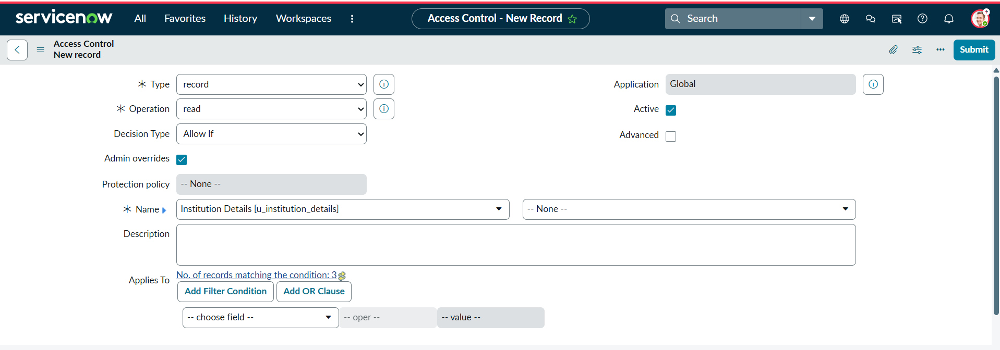 servicenow All Favorites History Workspaces Access Control - New Record Search
Access Control
New record
Submit
Type record Application Global
Operation read Active
Decision Type Allow If Advanced
Admin overrides
Protection policy -- None --
Name Institution Details [u_institution_details] -- None --
Description
Applies To No. of records matching the condition: 3
Add Filter Condition Add OR Clause
-- choose field -- -- oper -- -- value --